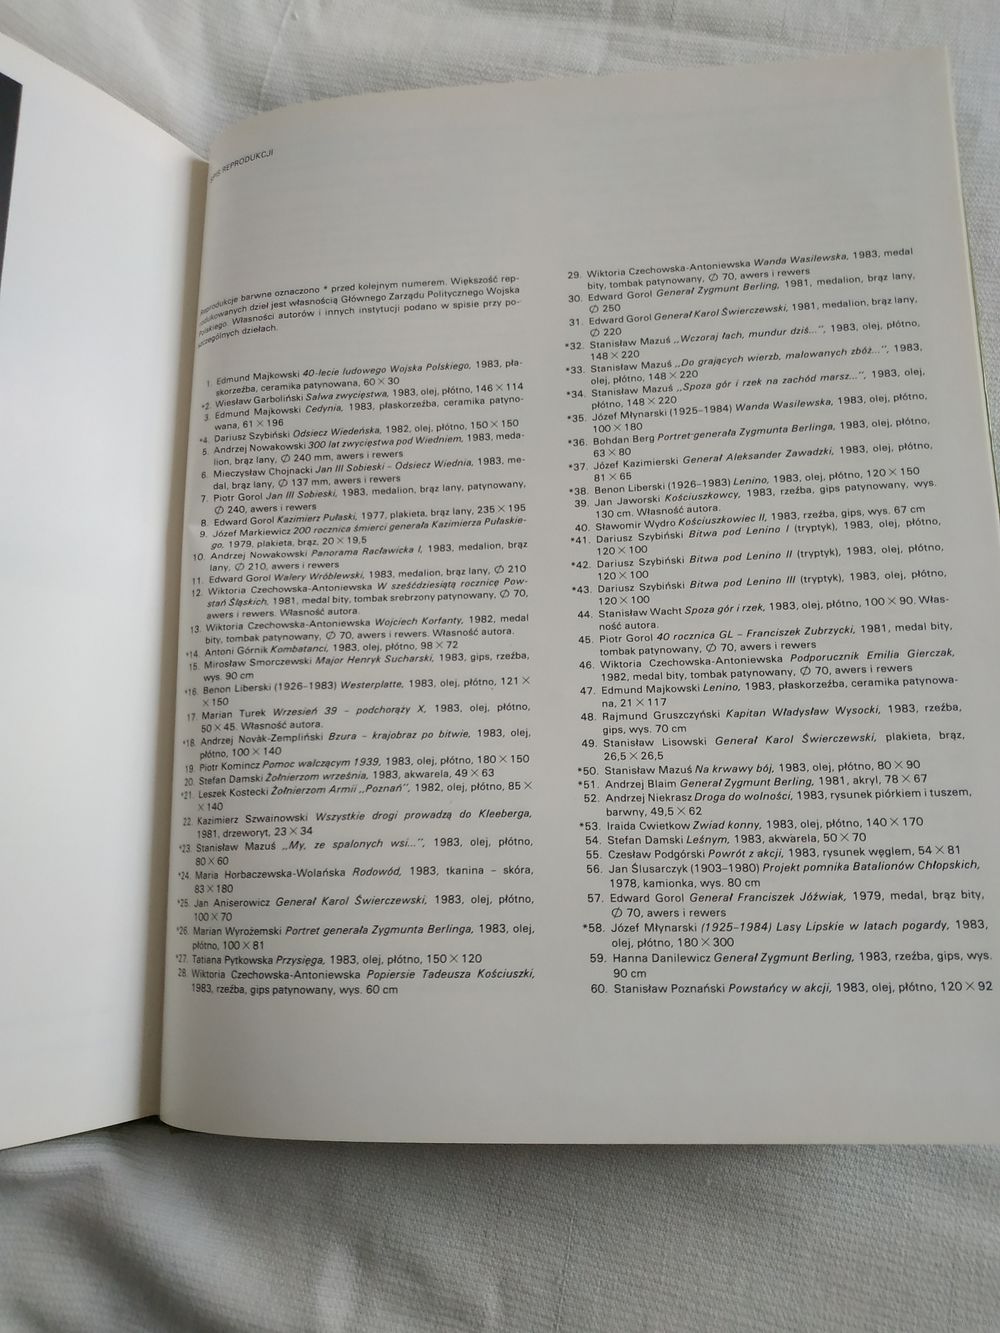 SPIS REPRODUKCJI
Reprodukcje barwne oznaczono * przed kolejnym numerem. Większość rep-
rodukowanych dzieł jest własnością Głównego Zarządu Politycznego Wojska
Polskiego. Własności autorów i innych instytucji podano w spisie przy po-
szczególnych dziełach.
1. Edmund Majkowski 40-lecie ludowego Wojska Polskiego, 1983, pła-
skorzeźba, ceramika patynowana, 60 × 30
*2. Wiesław Garboliński Salwa zwycięstwa, 1983, olej, płótno, 146 × 114
3. Edmund Majkowski Cedynia, 1983, płaskorzeźba, ceramika patyno-
wana, 61 × 196
*4. Dariusz Szybiński Odsiecz Wiedeńska, 1982, olej, płótno, 150 × 150
5. Andrzej Nowakowski 300 lat zwycięstwa pod Wiedniem, 1983, meda-
lion, brąz lany, ∅ 240 mm, awers i rewers
6. Mieczysław Chojnacki Jan III Sobieski – Odsiecz Wiednia, 1983, me-
dal, brąz lany, ∅ 137 mm, awers i rewers
7. Piotr Gorol Jan III Sobieski, 1983, medalion, brąz lany, patynowany,
∅ 240, awers i rewers
8. Edward Gorol Kazimierz Pułaski, 1977, plakieta, brąz lany, 235 × 195
9. Józef Markiewicz 200 rocznica śmierci generała Kazimierza Pułaskie-
go, 1979, plakieta, brąz, 20 × 19,5
10. Andrzej Nowakowski Panorama Racławicka I, 1983, medalion, brąz
lany, ∅ 210, awers i rewers
11. Edward Gorol Walery Wróblewski, 1983, medalion, brąz lany, ∅ 210
12. Wiktoria Czechowska-Antoniewska W sześćdziesiątą rocznicę Pow-
stań Śląskich, 1981, medal bity, tombak srebrzony patynowany, ∅ 70,
awers i rewers. Własność autora.
13. Wiktoria Czechowska-Antoniewska Wojciech Korfanty, 1982, medal
bity, tombak patynowany, ∅ 70, awers i rewers. Własność autora.
*14. Antoni Górnik Kombatanci, 1983, olej, płótno, 98 × 72
15. Mirosław Smorczewski Major Henryk Sucharski, 1983, gips, rzeźba,
wys. 90 cm
*16. Benon Liberski (1926–1983) Westerplatte, 1983, olej, płótno, 121 ×
× 150
17. Marian Turek Wrzesień 39 – podchorąży X, 1983, olej, płótno,
50 × 45. Własność autora.
*18. Andrzej Novák-Zempliński Bzura – krajobraz po bitwie, 1983, olej,
płótno, 100 × 140
19. Piotr Komincz Pomoc walczącym 1939, 1983, olej, płótno, 180 × 150
20. Stefan Damski Żołnierzom września, 1983, akwarela, 49 × 63
*21. Leszek Kostecki Żołnierzom Armii „Poznań”, 1982, olej, płótno, 85 ×
× 140
22. Kazimierz Szwainowski Wszystkie drogi prowadzą do Kleeberga,
1981, drzeworyt, 23 × 34
*23. Stanisław Mazuś „My, ze spalonych wsi...”, 1983, olej, płótno,
80 × 60
*24. Maria Horbaczewska-Wolańska Rodowód, 1983, tkanina – skóra,
83 × 180
*25. Jan Aniserowicz Generał Karol Świerczewski, 1983, olej, płótno,
100 × 70
*26. Marian Wyrożemski Portret generała Zygmunta Berlinga, 1983, olej,
płótno, 100 × 81
*27. Tatiana Pytkowska Przysięga, 1983, olej, płótno, 150 × 120
28. Wiktoria Czechowska-Antoniewska Popiersie Tadeusza Kościuszki,
1983, rzeźba, gips patynowany, wys. 60 cm
29. Wiktoria Czechowska-Antoniewska Wanda Wasilewska, 1983, medal
bity, tombak patynowany, ∅ 70, awers i rewers
30. Edward Gorol Generał Zygmunt Berling, 1981, medalion, brąz lany,
∅ 250
31. Edward Gorol Generał Karol Świerczewski, 1981, medalion, brąz lany,
∅ 220
*32. Stanisław Mazuś „Wczoraj łach, mundur dziś...”, 1983, olej, płótno,
148 × 220
*33. Stanisław Mazuś „Do grających wierzb, malowanych zbóż...”, 1983,
olej, płótno, 148 × 220
*34. Stanisław Mazuś „Spoza gór i rzek na zachód marsz...”, 1983, olej,
płótno, 148 × 220
*35. Józef Młynarski (1925–1984) Wanda Wasilewska, 1983, olej, płótno,
100 × 180
*36. Bohdan Berg Portret generała Zygmunta Berlinga, 1983, olej, płótno,
63 × 80
*37. Józef Kazimierski Generał Aleksander Zawadzki, 1983, olej, płótno,
81 × 65
*38. Benon Liberski (1926–1983) Lenino, 1983, olej, płótno, 120 × 150
39. Jan Jaworski Kościuszkowcy, 1983, rzeźba, gips patynowany, wys.
130 cm. Własność autora.
40. Sławomir Wydro Kościuszkowiec II, 1983, rzeźba, gips, wys. 67 cm
*41. Dariusz Szybiński Bitwa pod Lenino I (tryptyk), 1983, olej, płótno,
120 × 100
*42. Dariusz Szybiński Bitwa pod Lenino II (tryptyk), 1983, olej, płótno,
120 × 100
*43. Dariusz Szybiński Bitwa pod Lenino III (tryptyk), 1983, olej, płótno,
120 × 100
44. Stanisław Wacht Spoza gór i rzek, 1983, olej, płótno, 100 × 90. Włas-
ność autora.
45. Piotr Gorol 40 rocznica GL – Franciszek Zubrzycki, 1981, medal bity,
tombak patynowany, ∅ 70, awers i rewers
46. Wiktoria Czechowska-Antoniewska Podporucznik Emilia Gierczak,
1982, medal bity, tombak patynowany, ∅ 70, awers i rewers
47. Edmund Majkowski Lenino, 1983, płaskorzeźba, ceramika patynowa-
na, 21 × 117
48. Rajmund Gruszczyński Kapitan Władysław Wysocki, 1983, rzeźba,
gips, wys. 70 cm
49. Stanisław Lisowski Generał Karol Świerczewski, plakieta, brąz,
26,5 × 26,5
*50. Stanisław Mazuś Na krwawy bój, 1983, olej, płótno, 80 × 90
*51. Andrzej Blaim Generał Zygmunt Berling, 1981, akryl, 78 × 67
52. Andrzej Niekrasz Droga do wolności, 1983, rysunek piórkiem i tuszem,
barwny, 49,5 × 62
*53. Iraida Cwietkow Zwiad konny, 1983, olej, płótno, 140 × 170
54. Stefan Damski Leśnym, 1983, akwarela, 50 × 70
55. Czesław Podgórski Powrót z akcji, 1983, rysunek węglem, 54 × 81
56. Jan Ślusarczyk (1903–1980) Projekt pomnika Batalionów Chłopskich,
1978, kamionka, wys. 80 cm
57. Edward Gorol Generał Franciszek Jóźwiak, 1979, medal, brąz bity,
∅ 70, awers i rewers
*58. Józef Młynarski (1925–1984) Lasy Lipskie w latach pogardy, 1983,
olej, płótno, 180 × 300
59. Hanna Danilewicz Generał Zygmunt Berling, 1983, rzeźba, gips, wys.
90 cm
60. Stanisław Poznański Powstańcy w akcji, 1983, olej, płótno, 120 × 92